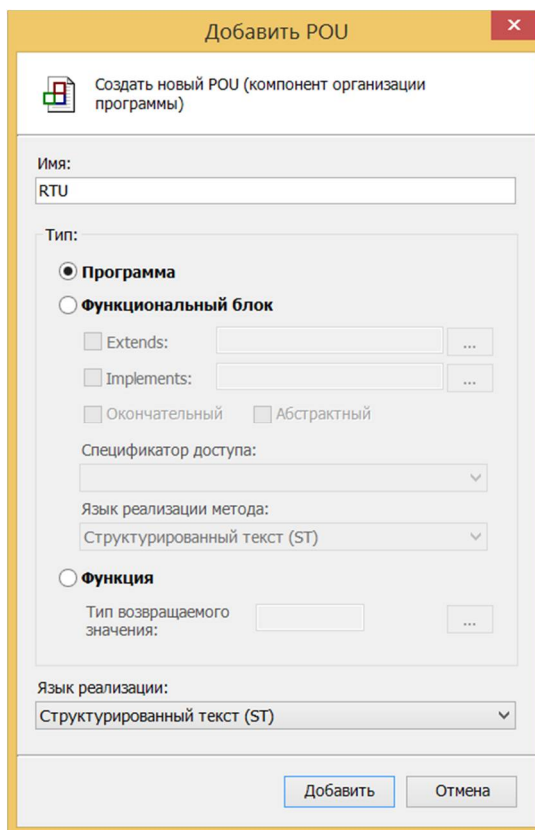 Добавить POU
Создать новый POU (компонент организации
программы)
Имя:
RTU
Тип:
Программа
Функциональный блок
Extends:
...
Implements:
...
Окончательный Абстрактный
Спецификатор доступа:
Язык реализации метода:
Структурированный текст (ST)
Функция
Тип возвращаемого
значения:
...
Язык реализации:
Структурированный текст (ST)
Добавить Отмена